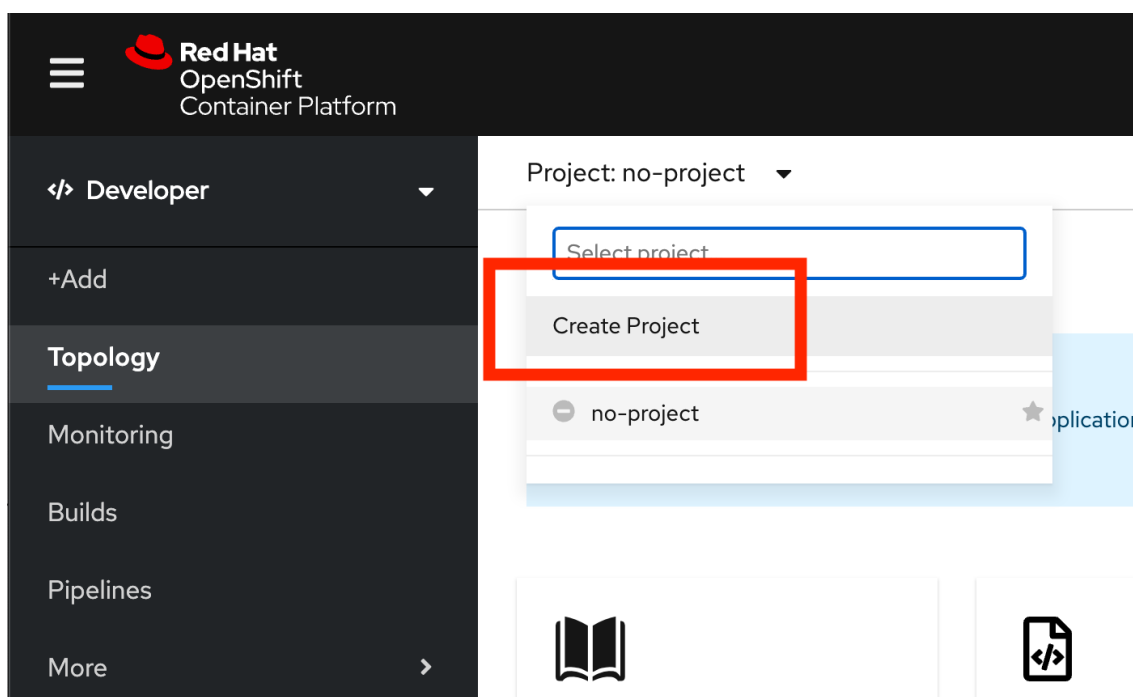 Red Hat
OpenShift
Container Platform
</> Developer
+Add
Topology
Monitoring
Builds
Pipelines
More
Project: no-project
Select project
Create Project
no-project
</>